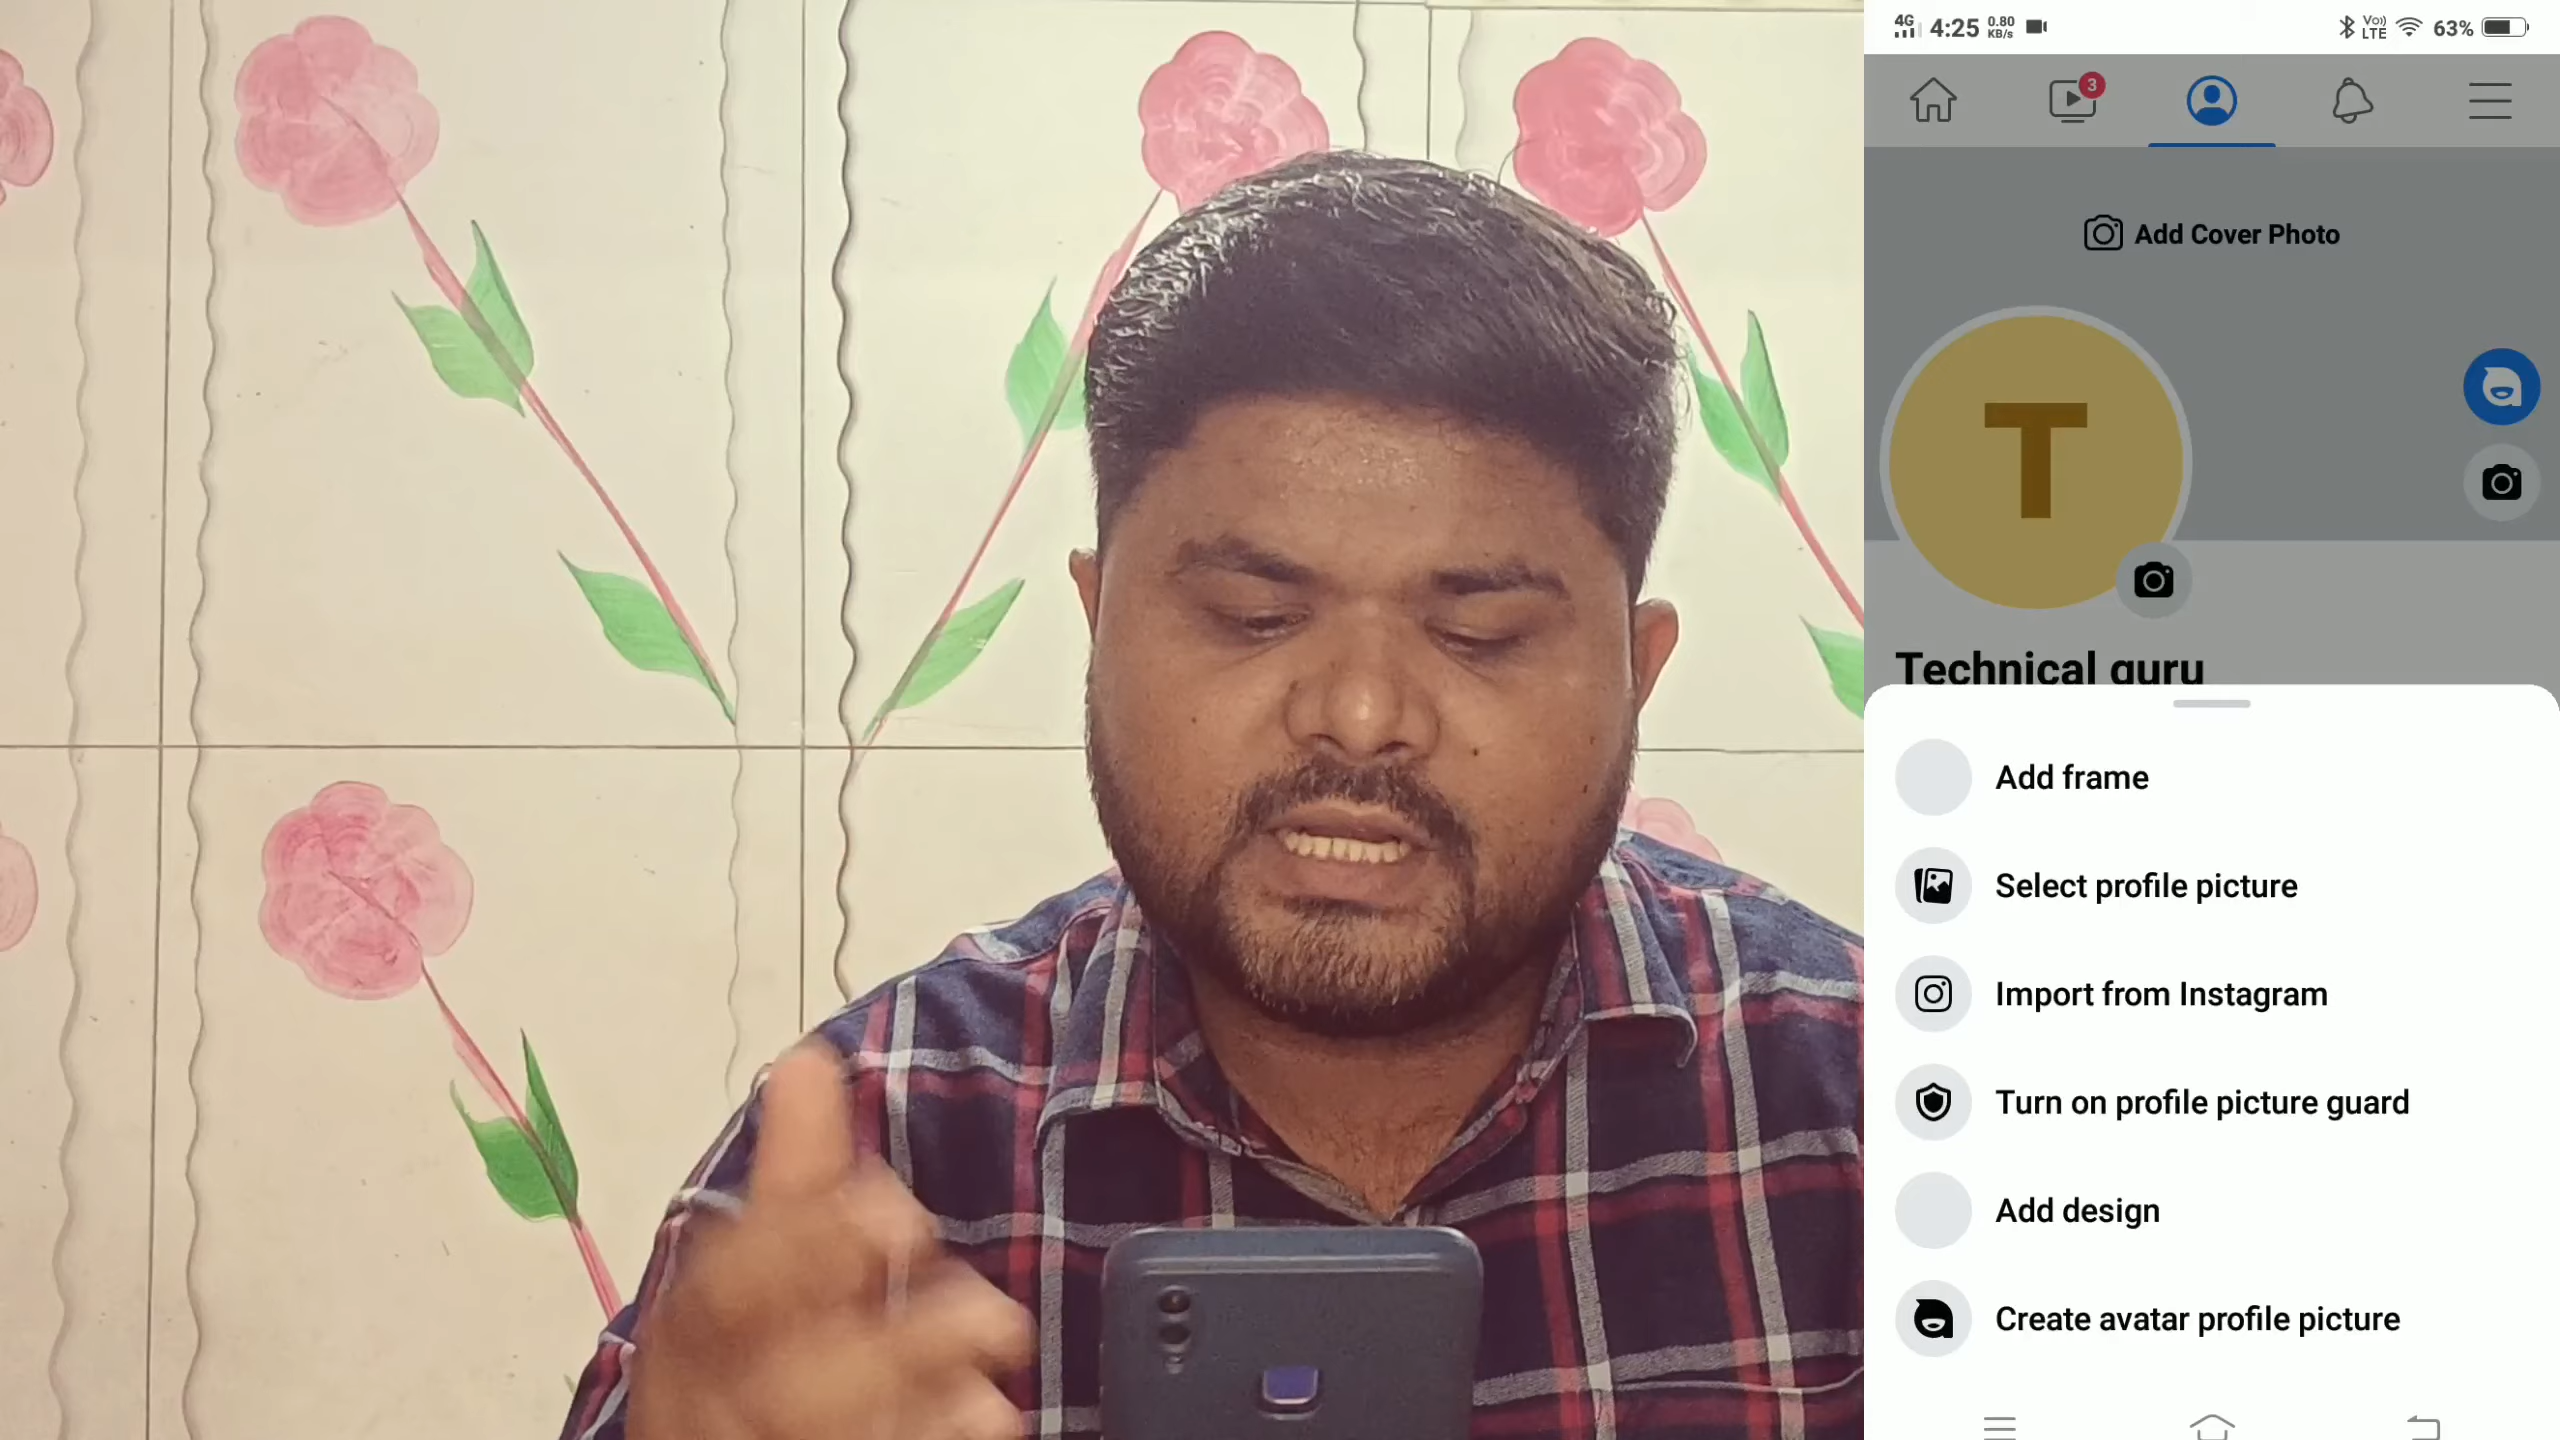 4G 4:25 0.80 KB/s Vo) LTE 63%
3
Add Cover Photo
T
Technical guru
Add frame
Select profile picture
Import from Instagram
Turn on profile picture guard
Add design
Create avatar profile picture